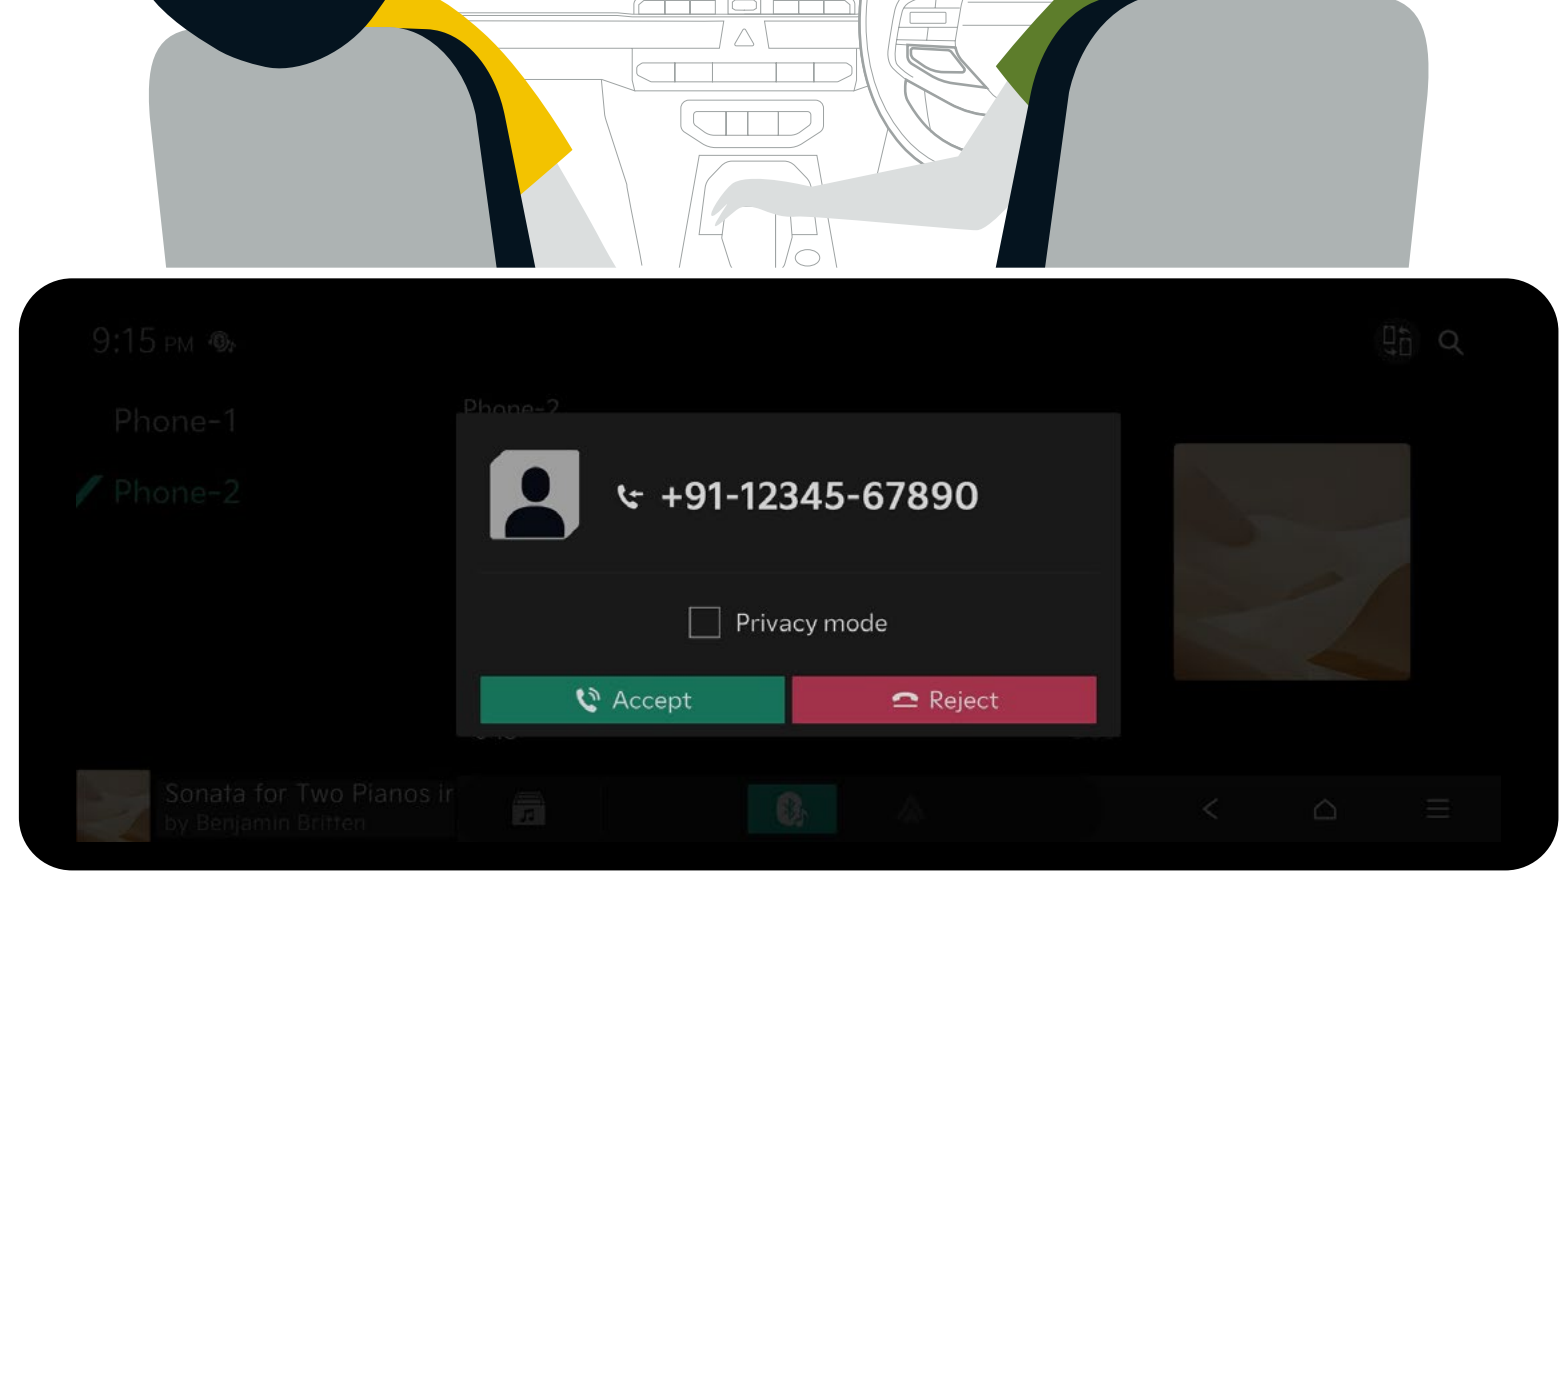 9:15 PM
Phone-1
Phone-2
Phone-2
+91-12345-67890
Privacy mode
Accept
Reject
Sonata for Two Pianos in
by Benjamin Britten